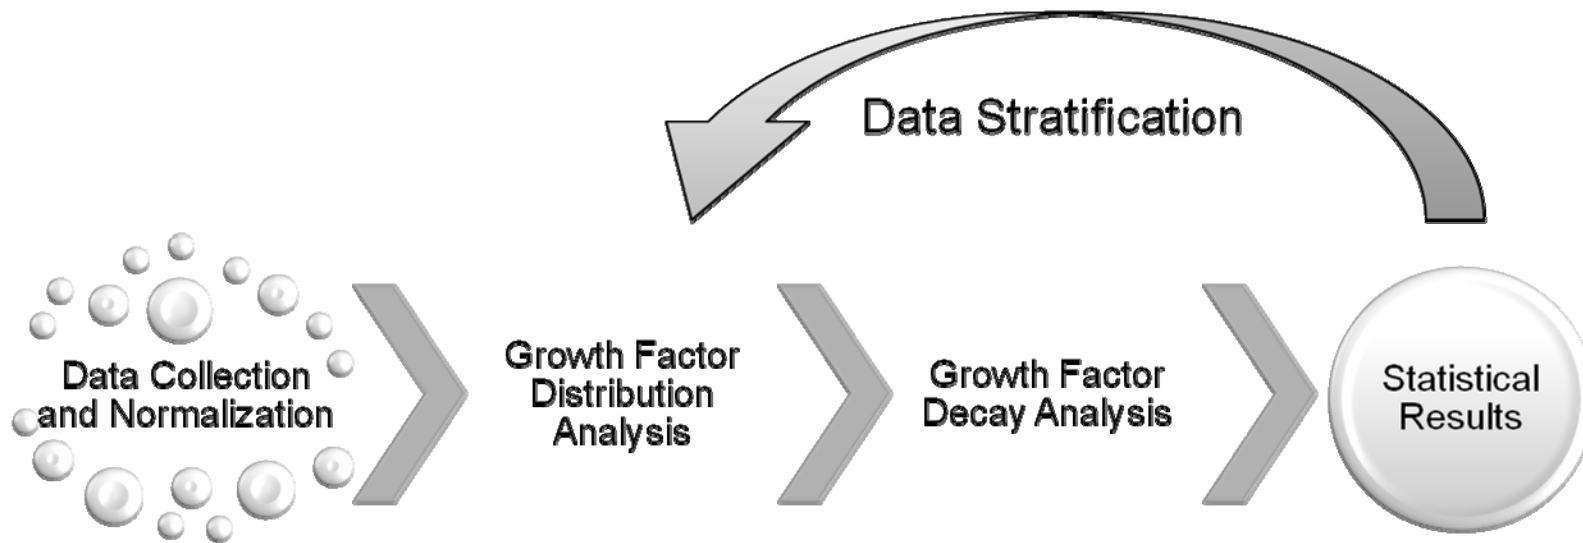 Data Stratification
Data Collection
and Normalization
Growth Factor
Distribution
Analysis
Growth Factor
Decay Analysis
Statistical
Results